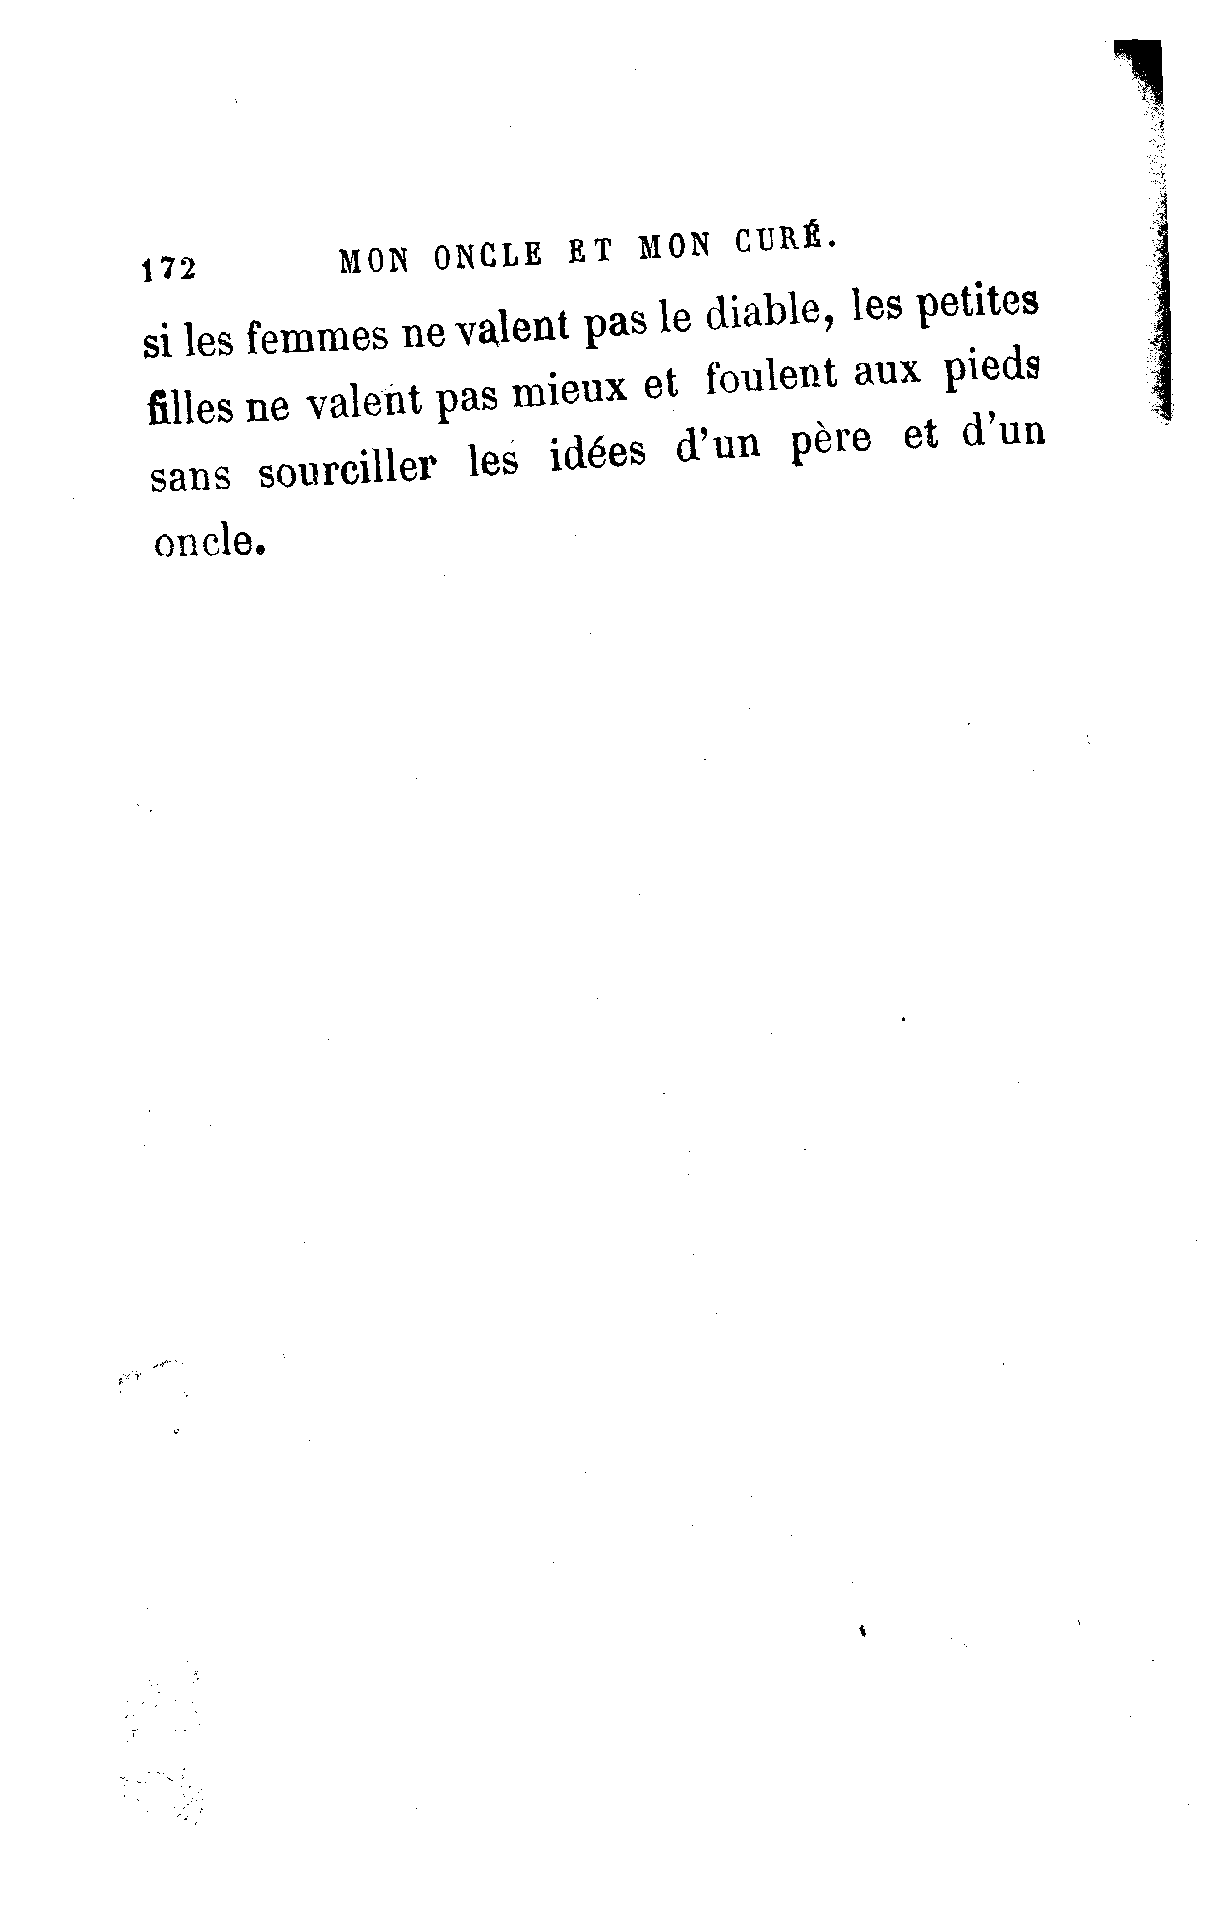 172 MON ONCLE ET MON CURÉ.
si les femmes ne valent pas le diable, les petites
filles ne valent pas mieux et foulent aux pieds
sans sourciller les idées d'un père et d'un
oncle.